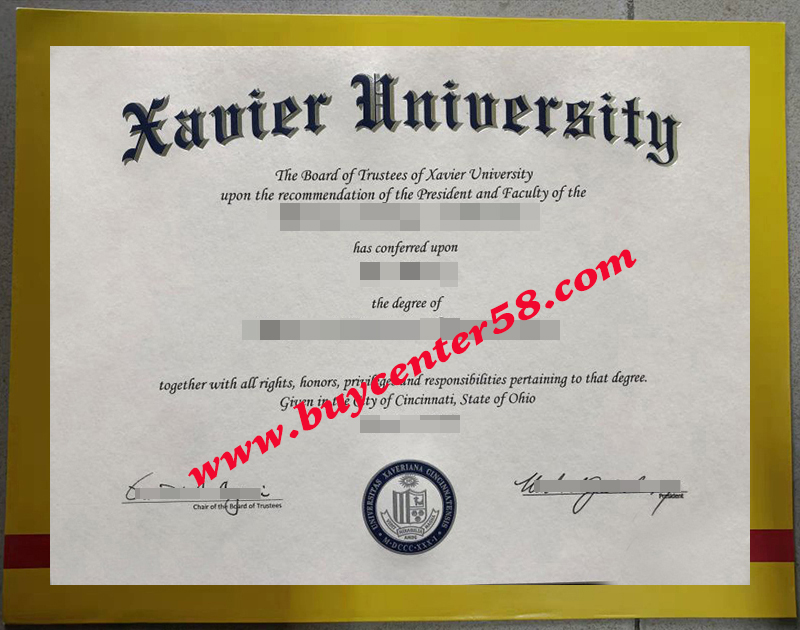 Xavier University
The Board of Trustees of Xavier University
upon the recommendation of the President and Faculty of the
has conferred upon
the degree of
together with all rights, honors, privileges and responsibilities pertaining to that degree.
Given in the City of Cincinnati, State of Ohio
www.buycenter58.com
Chair of the Board of Trustees
President
UNIVERSITAS XAVERIANA CINCINNATENSIS
M·DCCC·XXX·I